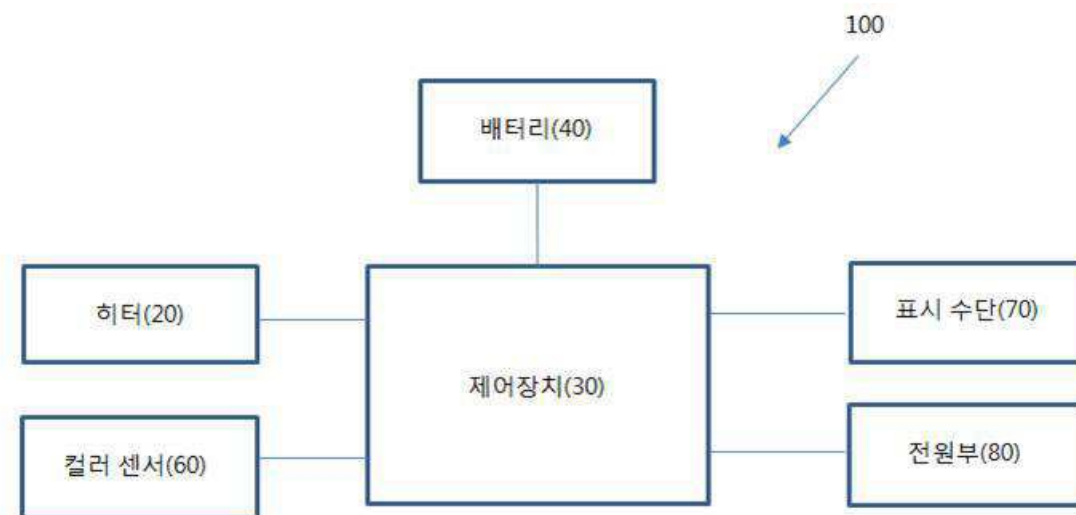 100
배터리(40)
히터(20)
표시 수단(70)
제어장치(30)
컬러 센서(60)
전원부(80)